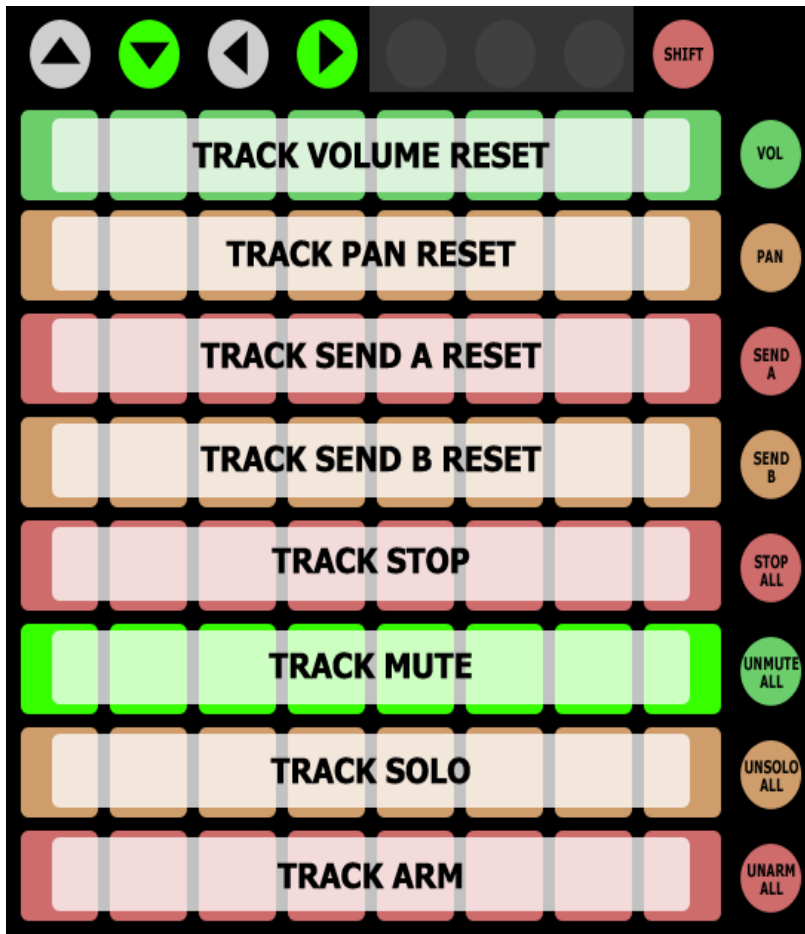 SHIFT
TRACK VOLUME RESET
VOL
TRACK PAN RESET
PAN
TRACK SEND A RESET
SEND
A
TRACK SEND B RESET
SEND
B
TRACK STOP
STOP
ALL
TRACK MUTE
UNMUTE
ALL
TRACK SOLO
UNSOLO
ALL
TRACK ARM
UNARM
ALL